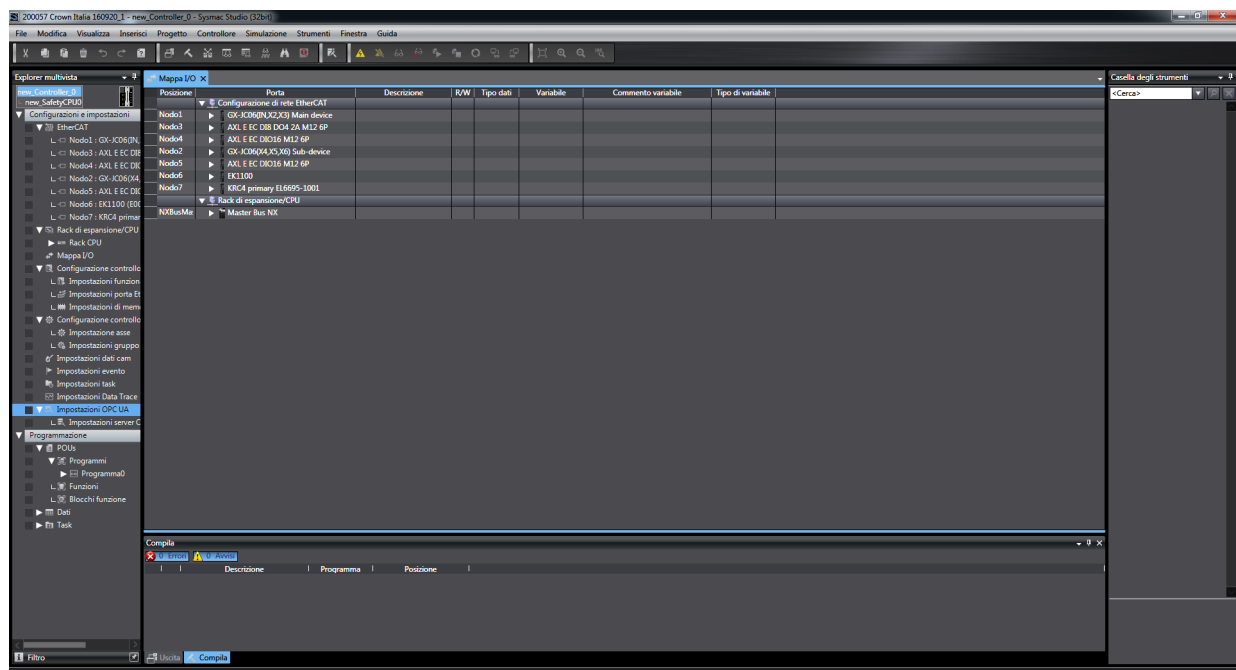 200057 Crown Italia 160920_1 - new_Controller_0 - Sysmac Studio (32bit)
File Modifica Visualizza Inserisci Progetto Controllore Simulazione Strumenti Finestra Guida
Explorer multivista
new_Controller_0
new_SafetyCPU0
Configurazioni e impostazioni
EtherCAT
Nodo1 : GX-JC06(IN,
Nodo3 : AXL E EC DI8
Nodo4 : AXL E EC DIO
Nodo2 : GX-JC06(X4,
Nodo5 : AXL E EC DIO
Nodo6 : EK1100 (E00
Nodo7 : KRC4 primar
Rack di espansione/CPU
Rack CPU
Mappa I/O
Configurazione controllo
Impostazioni funzion
Impostazioni porta Et
Impostazioni di memo
Configurazione controllo
Impostazione asse
Impostazioni gruppo
Impostazioni dati cam
Impostazioni evento
Impostazioni task
Impostazioni Data Trace
Impostazioni OPC UA
Impostazioni server O
Programmazione
POUs
Programmi
Programma0
Funzioni
Blocchi funzione
Dati
Task
Filtro
Mappa I/O
Posizione Porta Descrizione R/W Tipo dati Variabile Commento variabile Tipo di variabile
Configurazione di rete EtherCAT
Nodo1 GX-JC06(IN,X2,X3) Main device
Nodo3 AXL E EC DI8 DO4 2A M12 6P
Nodo4 AXL E EC DIO16 M12 6P
Nodo2 GX-JC06(X4,X5,X6) Sub-device
Nodo5 AXL E EC DIO16 M12 6P
Nodo6 EK1100
Nodo7 KRC4 primary EL6695-1001
Rack di espansione/CPU
NXBusMa Master Bus NX
Compila
0 Errori 0 Avvisi
Descrizione Programma Posizione
Uscita Compila
Casella degli strumenti
<Cerca>